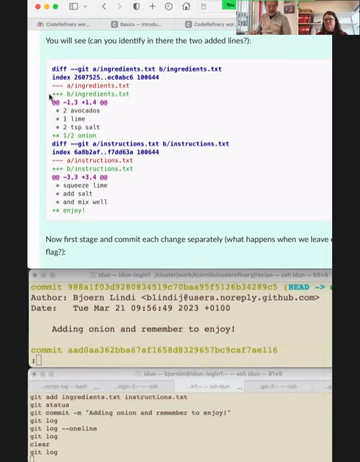 You
CodeRefinery wor...
Basics — Introdu...
CodeRefinery wor...
You will see (can you identify in there the two added lines?):
diff --git a/ingredients.txt b/ingredients.txt
index 2607525..ec0abc6 100644
--- a/ingredients.txt
+++ b/ingredients.txt
@@ -1,3 +1,4 @@
* 2 avocados
* 1 lime
* 2 tsp salt
+* 1/2 onion
diff --git a/instructions.txt b/instructions.txt
index 6a8b2af..f7dd63a 100644
--- a/instructions.txt
+++ b/instructions.txt
@@ -3,3 +3,4 @@
* squeeze lime
* add salt
* and mix well
+* enjoy!
Now first stage and commit each change separately (what happens when we leave
flag?):
Author: Bjoern Lindi <blindij@users.noreply.github.com>
Date: Tue Mar 21 09:56:49 2023 +0100
Adding onion and remember to enjoy!
commit aad0aa362bba67af1658d8329657bc9caf7ae116
:
git add ingredients.txt instructions.txt
git status
git commit -m "Adding onion and remember to enjoy!"
git log
git log --oneline
git log
clear
git log